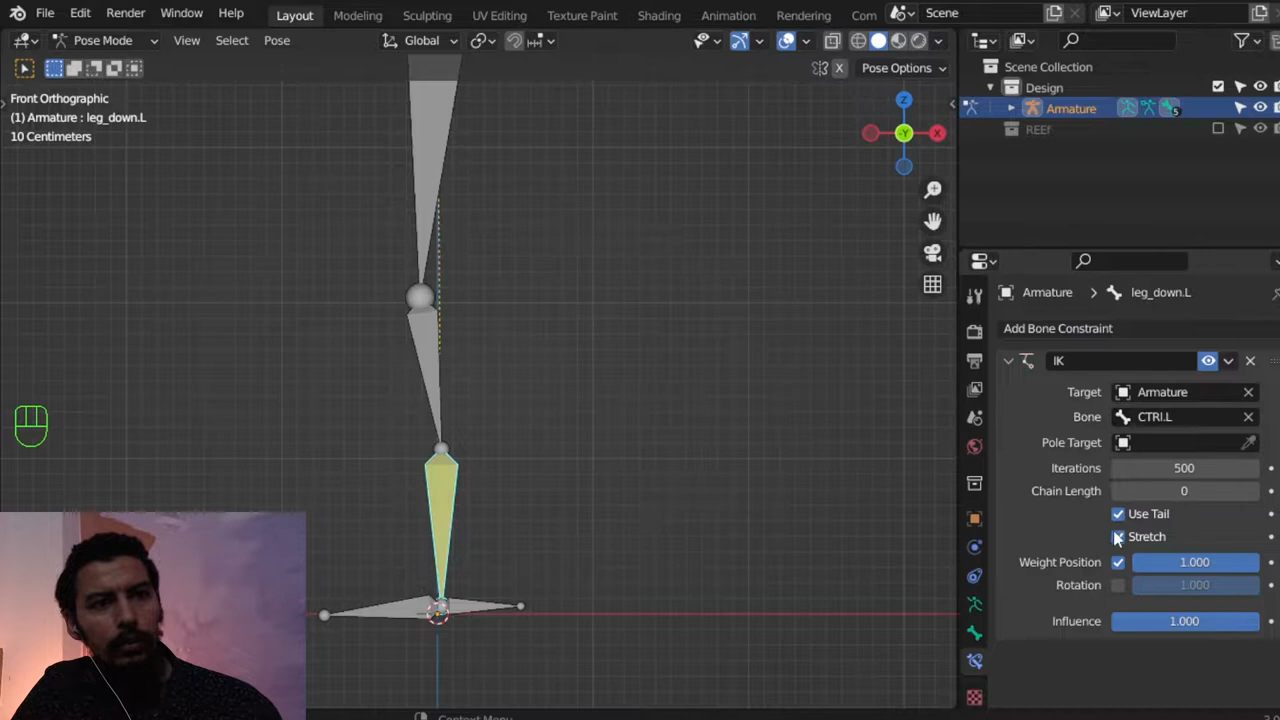 File Edit Render Window Help Layout Modeling Sculpting UV Editing Texture Paint Shading Animation Rendering Com Scene ViewLayer
Pose Mode View Select Pose Global
X Pose Options
Front Orthographic
(1) Armature : leg_down.L
10 Centimeters
Z
-Y
X
Scene Collection
Design
Armature
5
REEf
Armature > leg_down.L
Add Bone Constraint
IK
Target Armature
Bone CTRl.L
Pole Target
Iterations 500
Chain Length 0
Use Tail
Stretch
Weight Position 1.000
Rotation 1.000
Influence 1.000